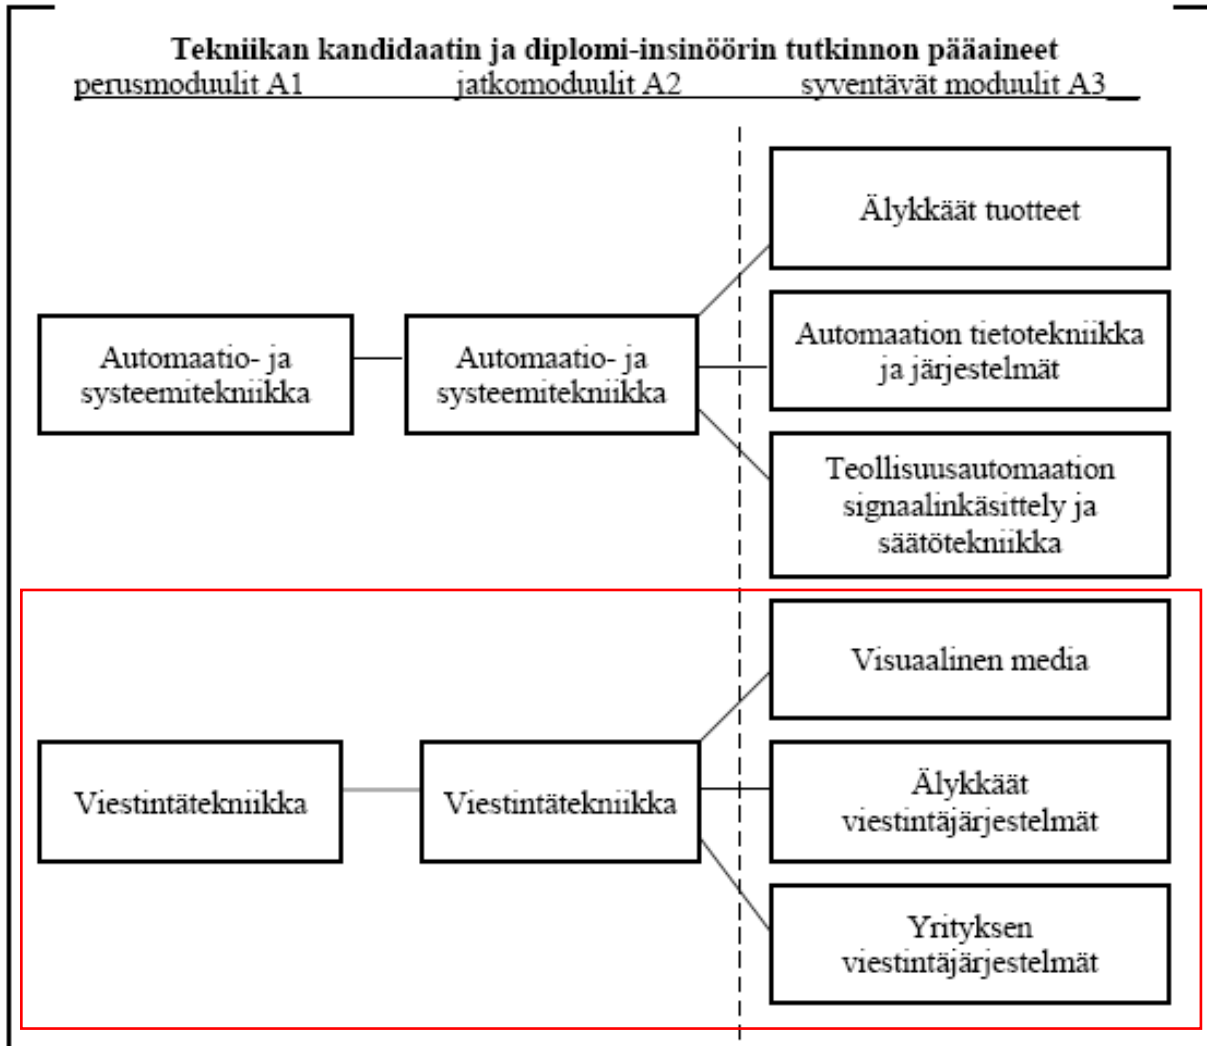 Tekniikan kandidaatin ja diplomi-insinöörin tutkinnon pääaineet
perusmoduulit A1 jatkomoduulit A2 syventävät moduulit A3
Älykkäät tuotteet
Automaatio- ja
systeemitekniikka
Automaatio- ja
systeemitekniikka
Automaation tietotekniikka
ja järjestelmät
Teollisuusautomaation
signaalinkäsittely ja
säätötekniikka
Visuaalinen media
Viestintätekniikka
Viestintätekniikka
Älykkäät
viestintäjärjestelmät
Yrityksen
viestintäjärjestelmät